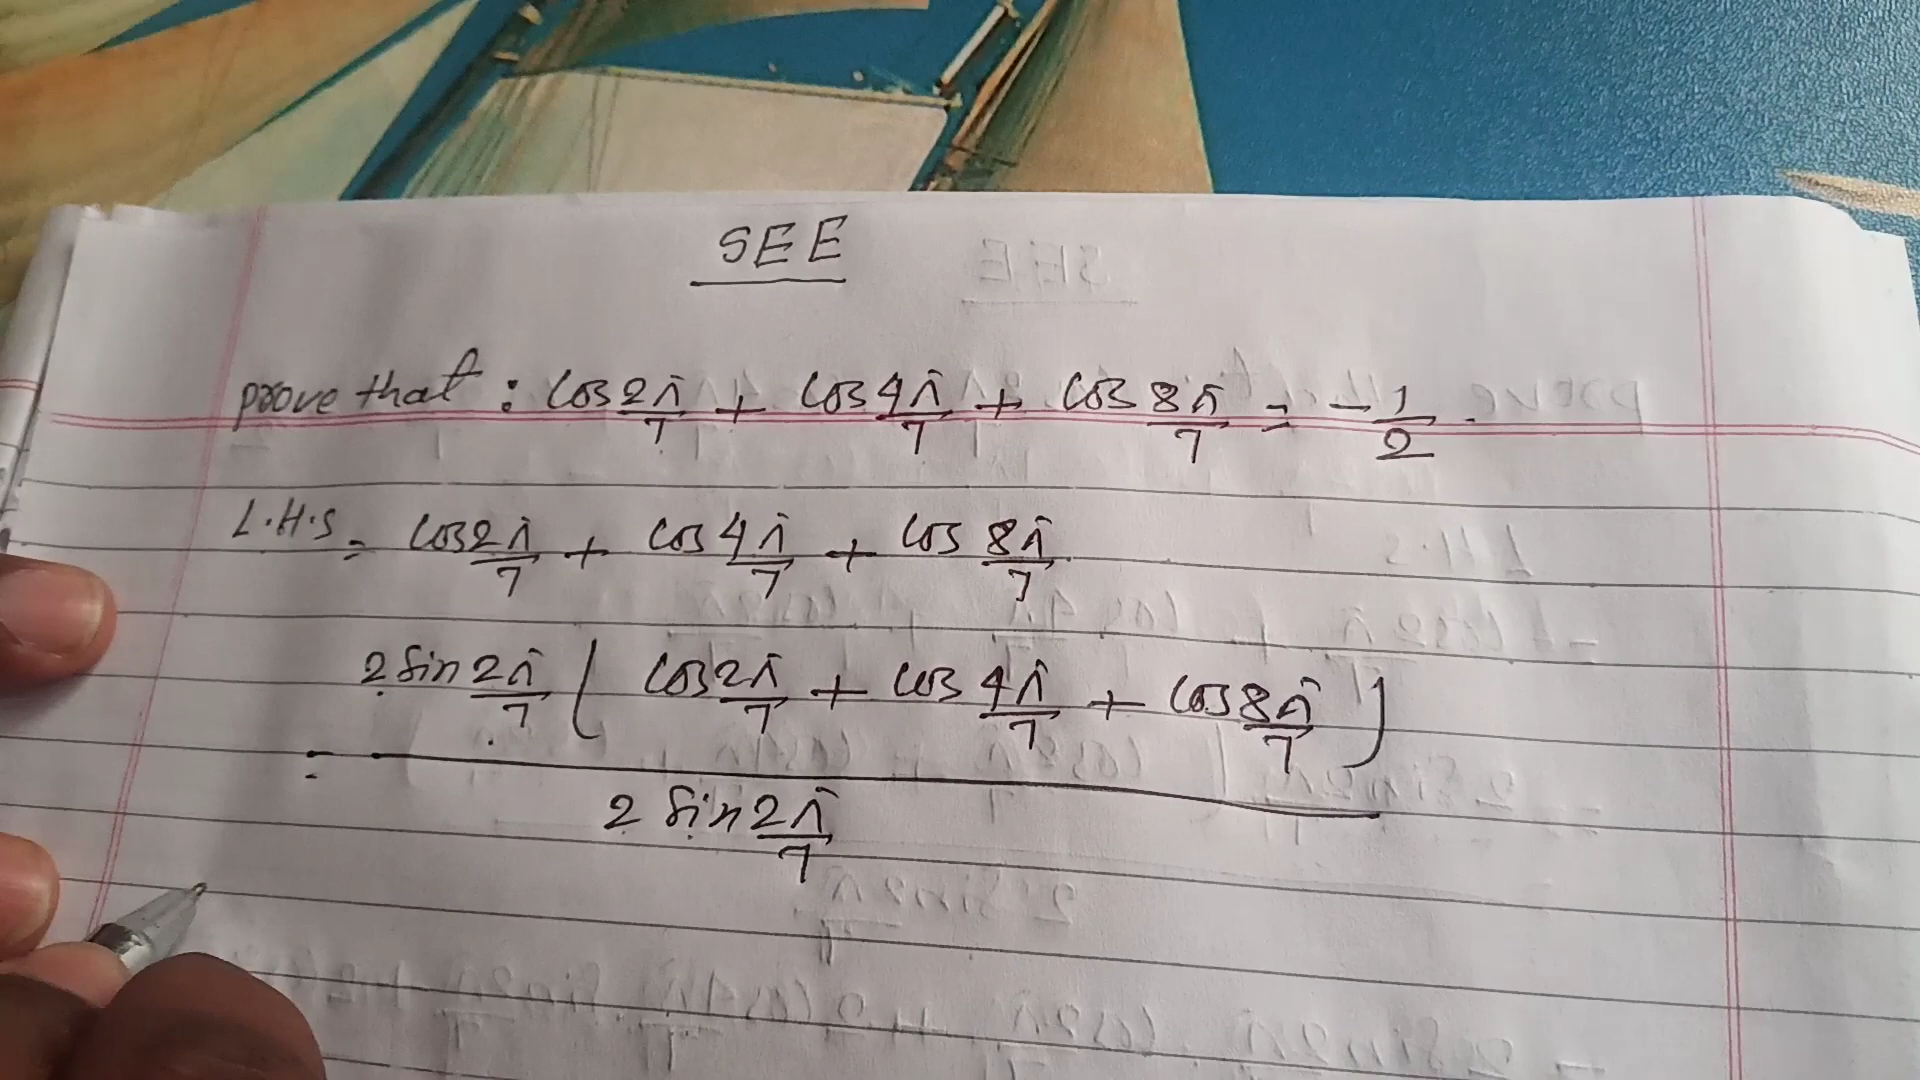 SEE
prove that : cos 2π/7 + cos 4π/7 + cos 8π/7 = -1/2.
L.H.S = cos 2π/7 + cos 4π/7 + cos 8π/7
= 2 sin 2π/7 ( cos 2π/7 + cos 4π/7 + cos 8π/7 ) / 2 sin 2π/7